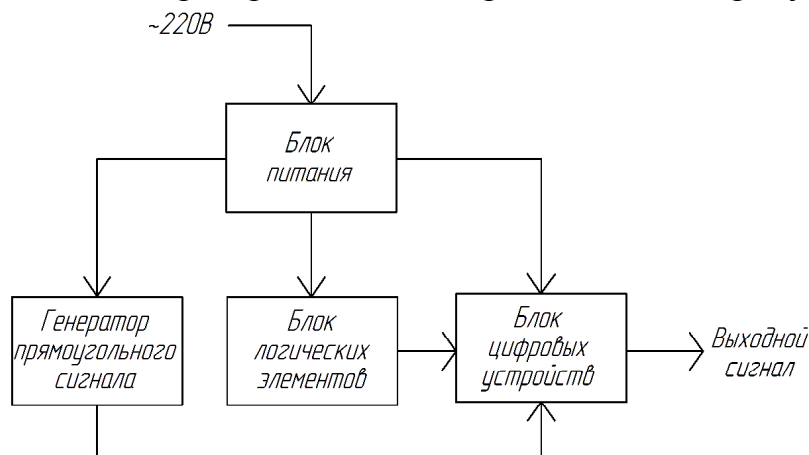 ~220В
Блок
питания
Генератор
прямоугольного
сигнала
Блок
логических
элементов
Блок
цифровых
устройств
Выходной
сигнал